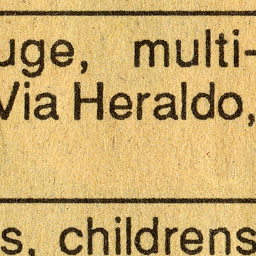 uge, multi-
Via Heraldo,
s, childrens